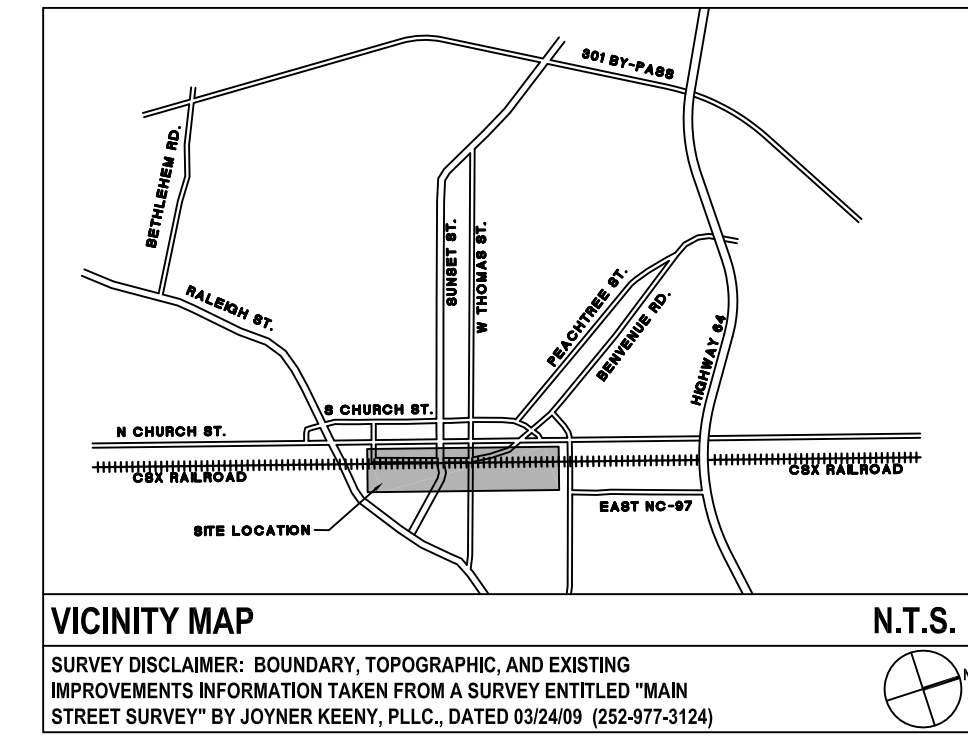 301 BY-PASS
BETHLEHEM RD.
SUNSET ST.
W THOMAS ST.
PEACHTREE ST.
BENVENUE RD.
RALEIGH ST.
HIGHWAY 64
S CHURCH ST.
N CHURCH ST.
CSX RAILROAD
CSX RAILROAD
EAST NC-97
SITE LOCATION
VICINITY MAP
N.T.S.
SURVEY DISCLAIMER: BOUNDARY, TOPOGRAPHIC, AND EXISTING
IMPROVEMENTS INFORMATION TAKEN FROM A SURVEY ENTITLED "MAIN
STREET SURVEY" BY JOYNER KEENY, PLLC., DATED 03/24/09 (252-977-3124)
N